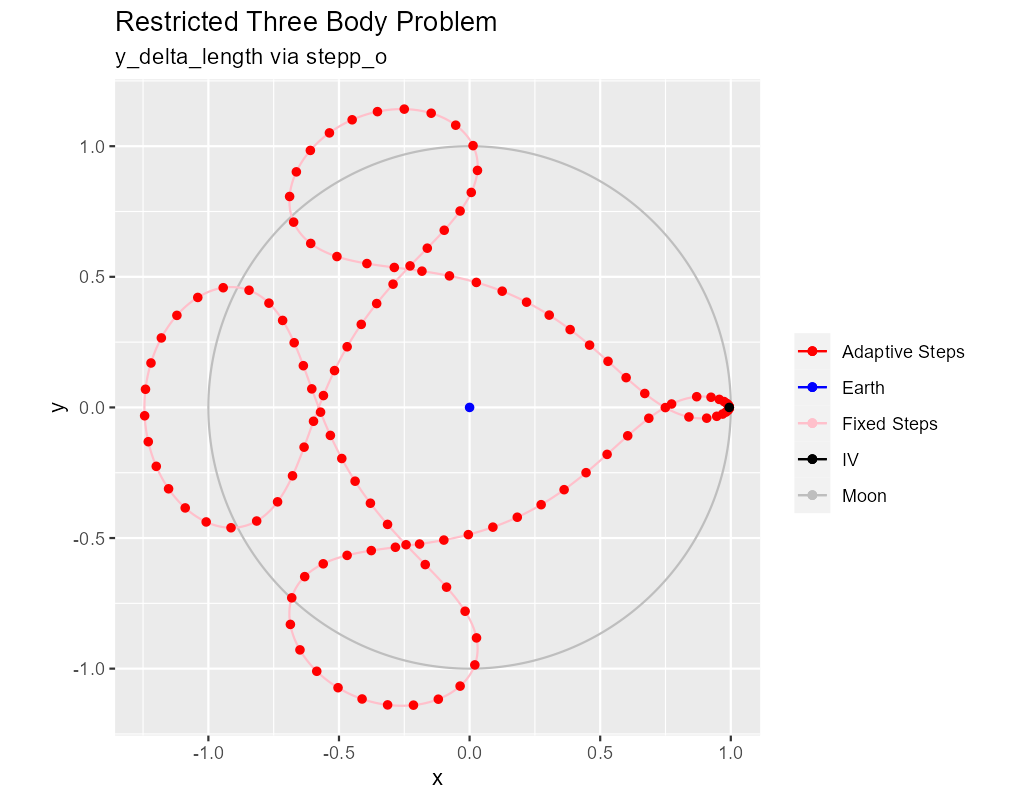 Restricted Three Body Problem
y_delta_length via stepp_o
1.0
0.5
0.0
-0.5
-1.0
y
-1.0 -0.5 0.0 0.5 1.0
x
Adaptive Steps
Earth
Fixed Steps
IV
Moon